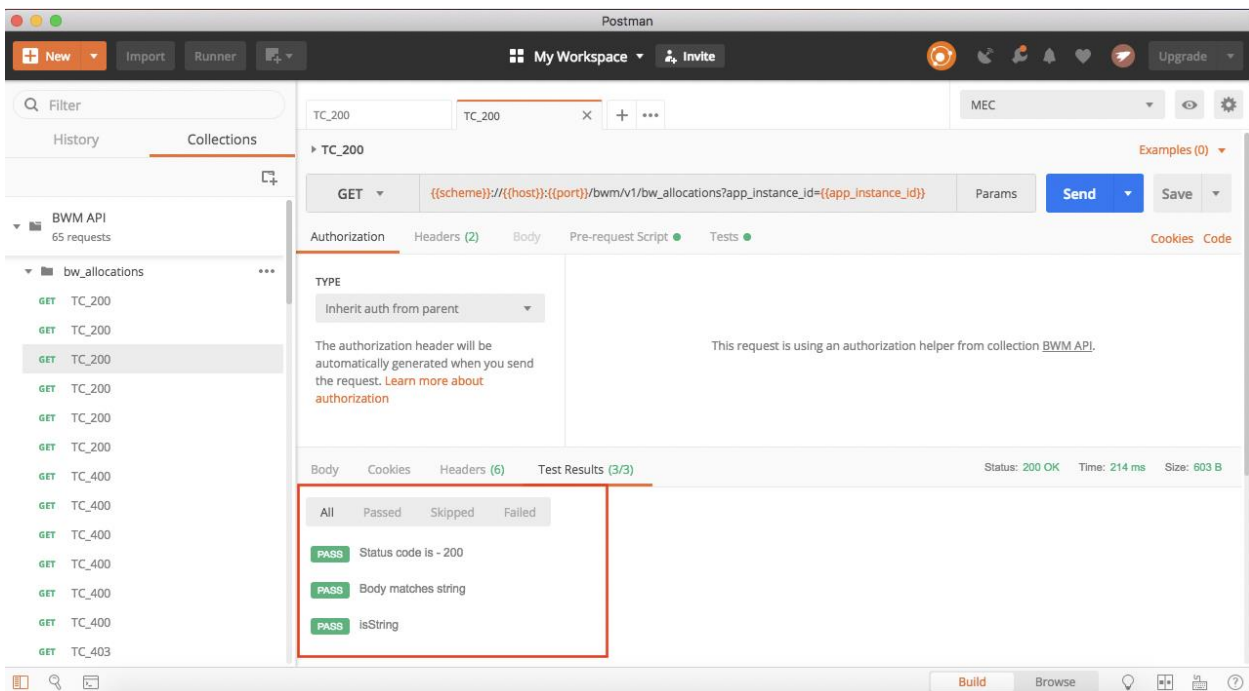 Postman
New
Import
Runner
My Workspace
Invite
Upgrade
Filter
History
Collections
BWM API
65 requests
bw_allocations
GET TC_200
GET TC_200
GET TC_200
GET TC_200
GET TC_200
GET TC_200
GET TC_400
GET TC_400
GET TC_400
GET TC_400
GET TC_400
GET TC_400
GET TC_403
TC_200
TC_200
MEC
TC_200
Examples (0)
GET
{{scheme}}://{{host}}:{{port}}/bwm/v1/bw_allocations?app_instance_id={{app_instance_id}}
Params
Send
Save
Authorization
Headers (2)
Body
Pre-request Script
Tests
Cookies
Code
TYPE
Inherit auth from parent
The authorization header will be
automatically generated when you send
the request. Learn more about
authorization
This request is using an authorization helper from collection BWM API.
Body
Cookies
Headers (6)
Test Results (3/3)
Status: 200 OK
Time: 214 ms
Size: 603 B
All
Passed
Skipped
Failed
PASS Status code is - 200
PASS Body matches string
PASS isString
Build
Browse